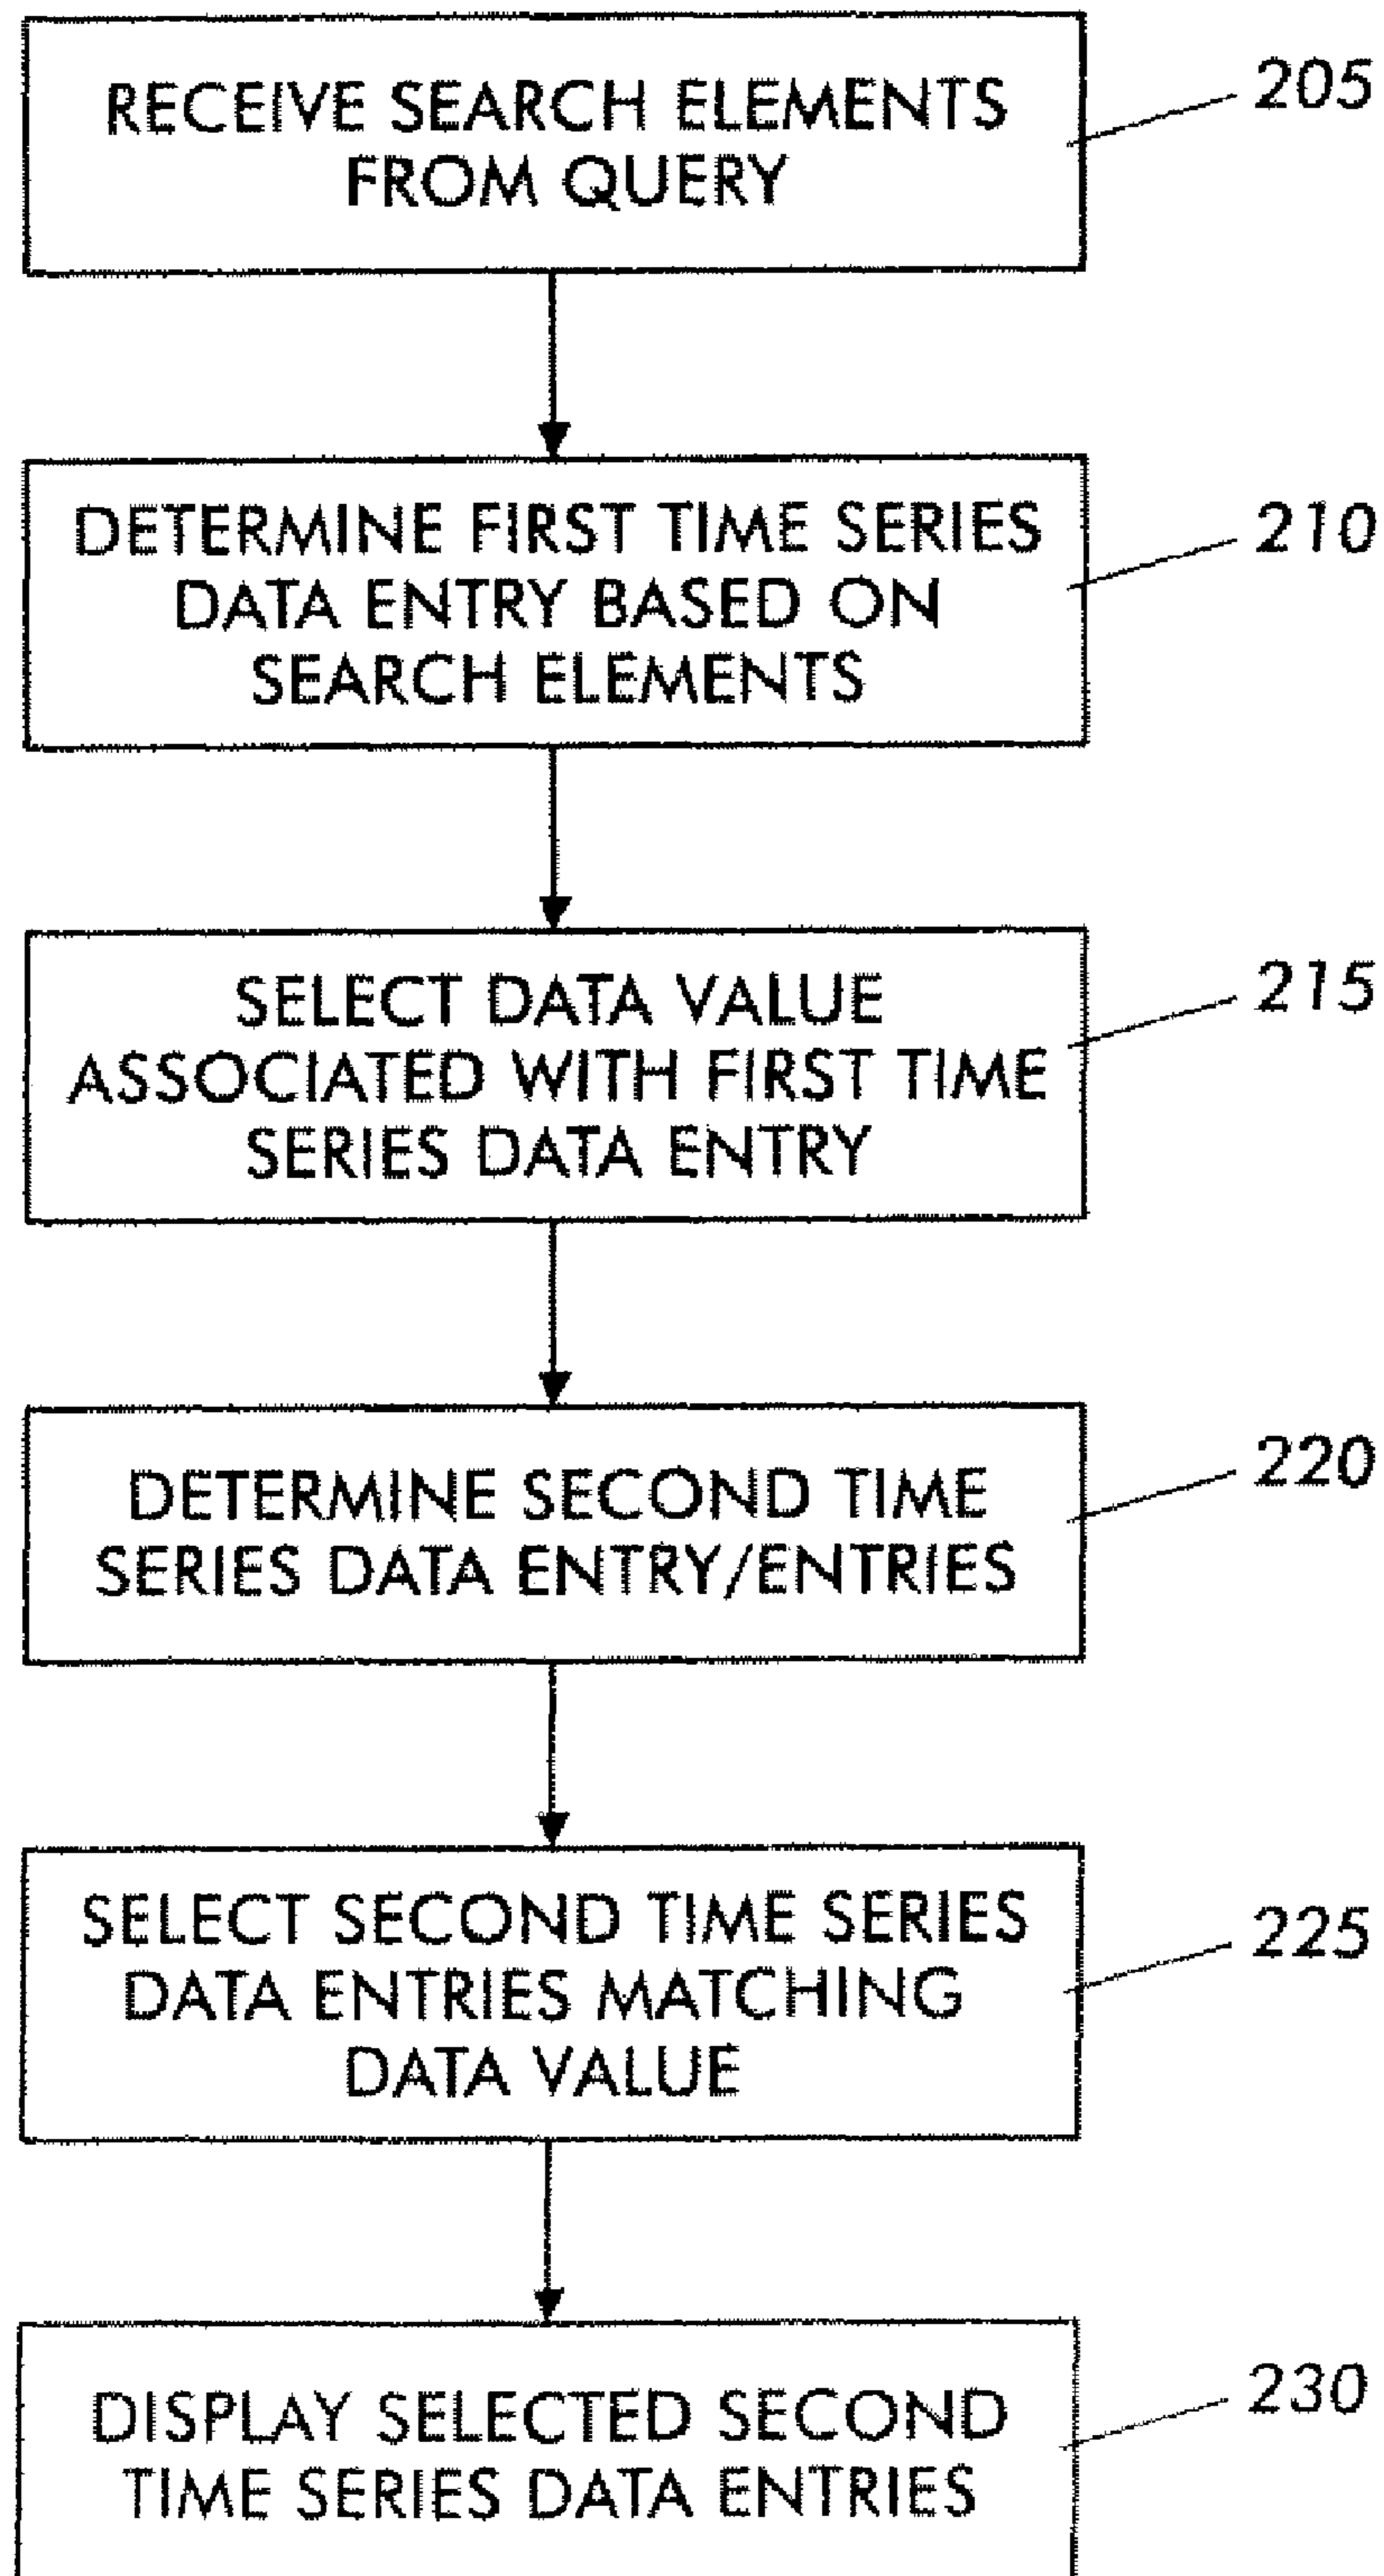 RECEIVE SEARCH ELEMENTS
FROM QUERY
205
DETERMINE FIRST TIME SERIES
DATA ENTRY BASED ON
SEARCH ELEMENTS
210
SELECT DATA VALUE
ASSOCIATED WITH FIRST TIME
SERIES DATA ENTRY
215
DETERMINE SECOND TIME
SERIES DATA ENTRY/ENTRIES
220
SELECT SECOND TIME SERIES
DATA ENTRIES MATCHING
DATA VALUE
225
DISPLAY SELECTED SECOND
TIME SERIES DATA ENTRIES
230